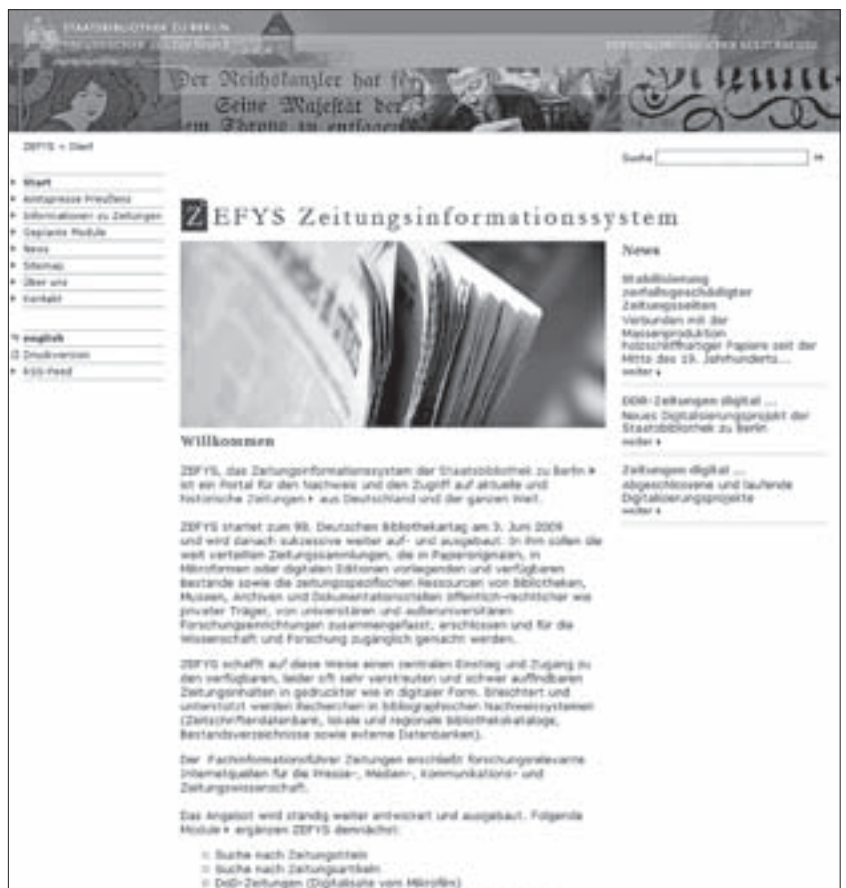 STAATSBIBLIOTHEK ZU BERLIN
Der Reichskanzler hat
Seine Majestät der
dem Throne zu entsagen
ZEFYS » Start
Suche
Start
Amtspresse Preußens
Informationen zu Zeitungen
Geplante Module
News
Sitemap
Über uns
Kontakt
english
Druckversion
RSS-Feed
ZEFYS Zeitungsinformationssystem
Willkommen
ZEFYS, das Zeitungsinformationssystem der Staatsbibliothek zu Berlin
ist ein Portal für den Nachweis und den Zugriff auf aktuelle und
historische Zeitungen aus Deutschland und der ganzen Welt.
ZEFYS startet zum 98. Deutschen Bibliothekartag am 3. Juni 2009
und wird danach sukzessive weiter auf- und ausgebaut. In ihm sollen die
weit verteilten Zeitungssammlungen, die in Papieroriginalen, in
Mikroformen oder digitalen Editionen vorliegenden und verfügbaren
Bestände sowie die zeitungsspezifischen Ressourcen von Bibliotheken,
Museen, Archiven und Dokumentationsstellen öffentlich-rechtlicher wie
privater Träger, von universitären und außeruniversitären
Forschungseinrichtungen zusammengefasst, erschlossen und für die
Wissenschaft und Forschung zugänglich gemacht werden.
ZEFYS schafft auf diese Weise einen zentralen Einstieg und Zugang zu
den verfügbaren, leider oft sehr verstreuten und schwer auffindbaren
Zeitungsinhalten in gedruckter wie in digitaler Form. Erleichtert und
unterstützt werden Recherchen in bibliographischen Nachweissystemen
(Zeitschriftendatenbank, lokale und regionale Bibliothekskataloge,
Bestandsverzeichnisse sowie externe Datenbanken).
Der Fachinformationsführer Zeitungen erschließt forschungsrelevante
Internetquellen für die Presse-, Medien-, Kommunikations- und
Zeitungswissenschaft.
Das Angebot wird ständig weiter entwickelt und ausgebaut. Folgende
Module ergänzen ZEFYS demnächst:
Suche nach Zeitungstiteln
Suche nach Zeitungsartikeln
DoD-Zeitungen (Digitalisate vom Mikrofilm)
News
Stabilisierung
zerfallsgeschädigter
Zeitungsseiten
Verbunden mit der
Massenproduktion
holzschliffhaltiger Papiere seit der
Mitte des 19. Jahrhunderts...
weiter
DDR-Zeitungen digital ...
Neues Digitalisierungsprojekt der
Staatsbibliothek zu Berlin
weiter
Zeitungen digital ...
Abgeschlossene und laufende
Digitalisierungsprojekte
weiter